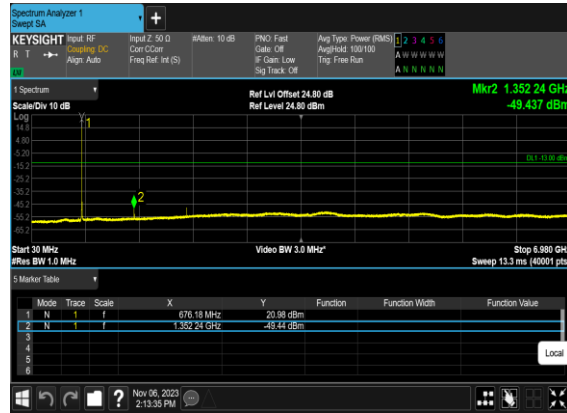 Spectrum Analyzer 1
Swept SA
KEYSIGHT Input: RF Input Z: 50 Ω #Atten: 10 dB PNO: Fast Avg Type: Power (RMS) 1 2 3 4 5 6
R T Coupling: DC Corr CCorr Gate: Off Avg|Hold: 100/100 A W W W W W
Align: Auto Freq Ref: Int (S) IF Gain: Low Trig: Free Run
Sig Track: Off A N N N N N
1 Spectrum Ref Lvl Offset 24.80 dB Mkr2 1.352 24 GHz
Scale/Div 10 dB Ref Level 24.80 dBm -49.437 dBm
Log
14.8
4.80
-5.20
DL1 -13.00 dBm
-15.2
-25.2
-35.2
-45.2
-55.2
-65.2
1
2
Start 30 MHz Video BW 3.0 MHz* Stop 6.980 GHz
#Res BW 1.0 MHz Sweep 13.3 ms (40001 pts)
5 Marker Table
Mode Trace Scale X Y Function Function Width Function Value
1 N 1 f 676.18 MHz 20.98 dBm
2 N 1 f 1.352 24 GHz -49.44 dBm
3
4
5
6
Local
? Nov 06, 2023
2:13:35 PM